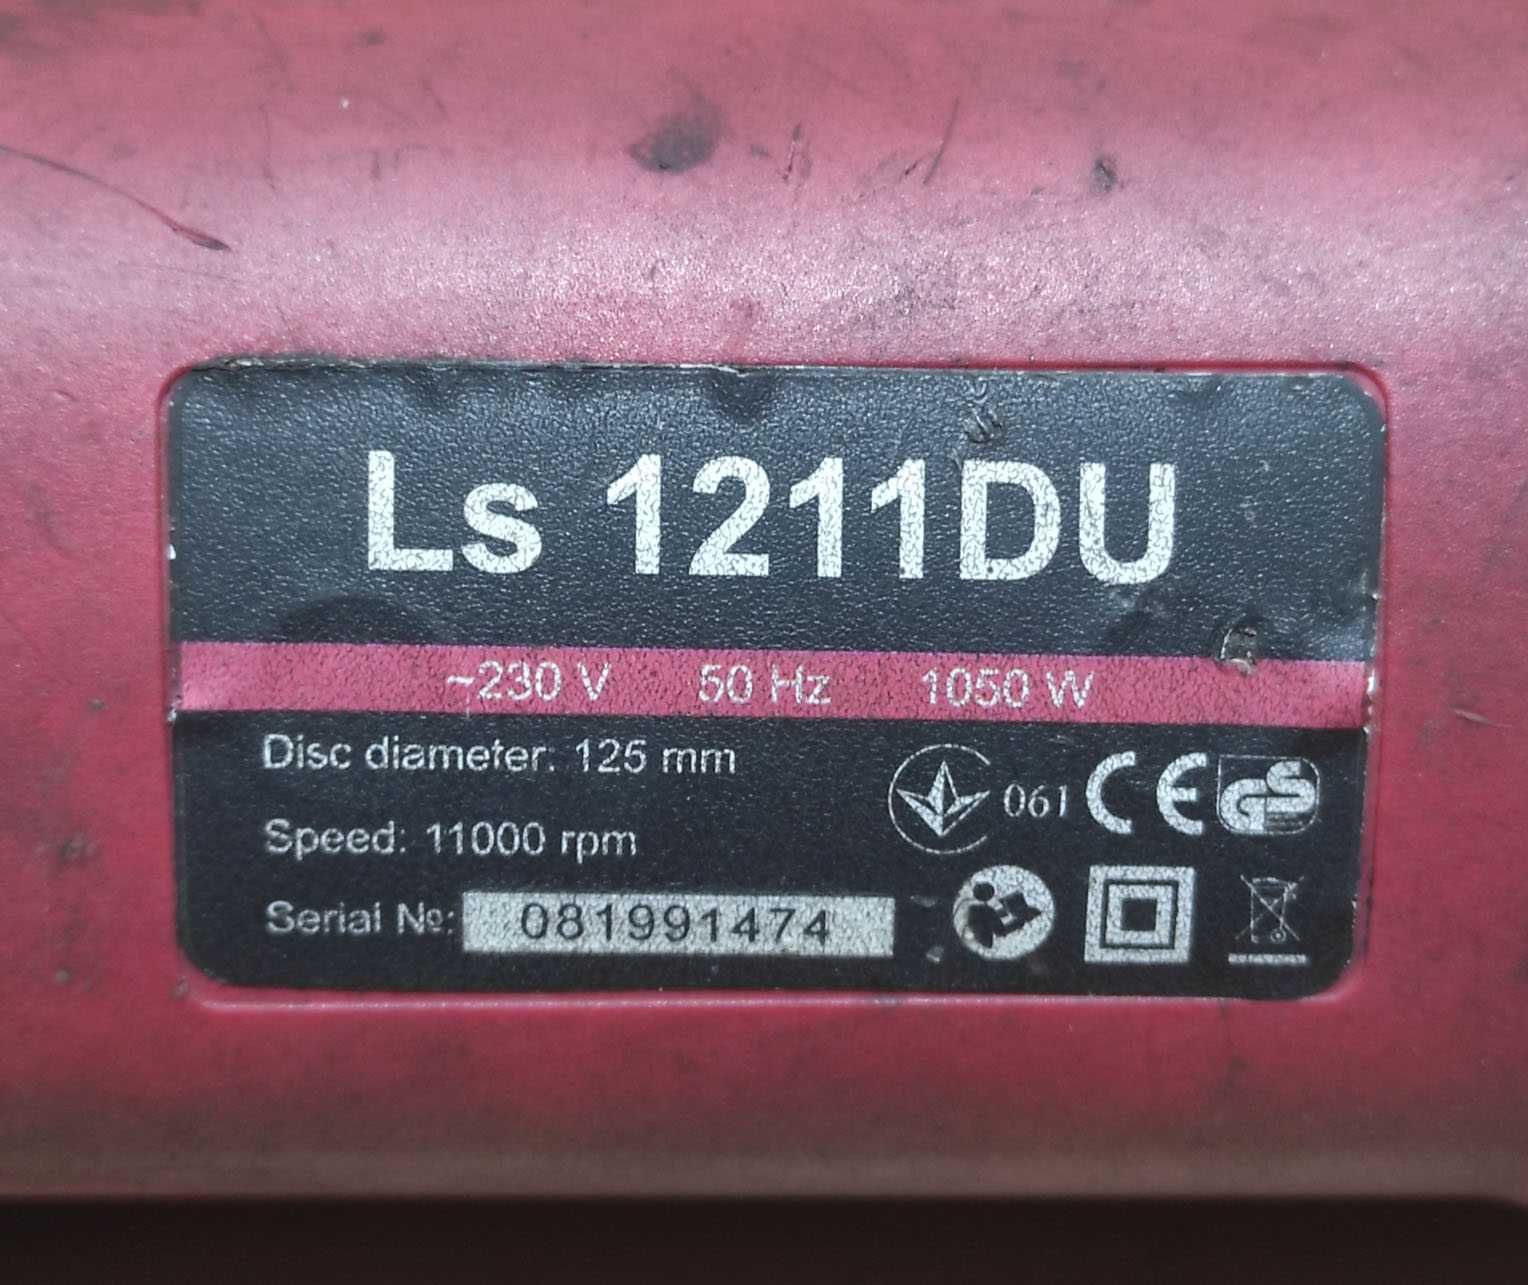 Ls 1211DU
~230 V 50 Hz 1050 W
Disc diameter: 125 mm
061 CE GS
Speed: 11000 rpm
Serial №: 081991474